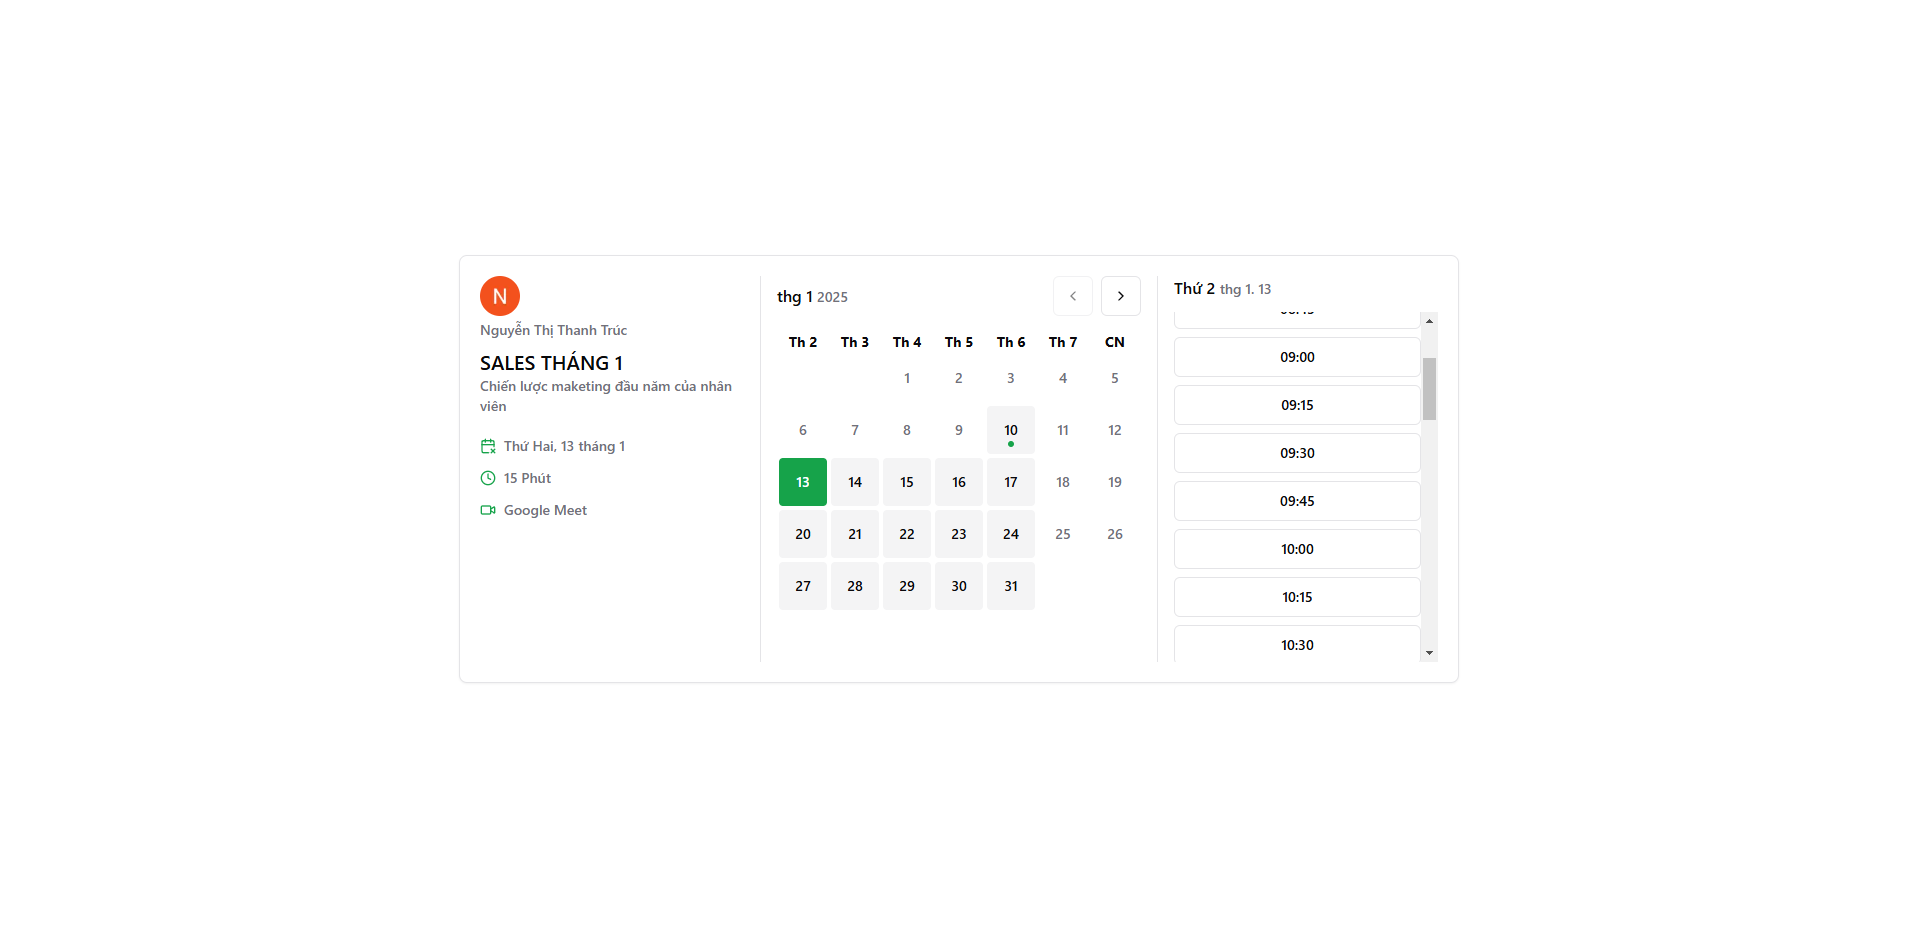 N
Nguyễn Thị Thanh Trúc
SALES THÁNG 1
Chiến lược maketing đầu năm của nhân
viên
Thứ Hai, 13 tháng 1
15 Phút
Google Meet
thg 1 2025
Th 2 Th 3 Th 4 Th 5 Th 6 Th 7 CN
1 2 3 4 5
6 7 8 9 10 11 12
13 14 15 16 17 18 19
20 21 22 23 24 25 26
27 28 29 30 31
Thứ 2 thg 1. 13
09:00
09:15
09:30
09:45
10:00
10:15
10:30